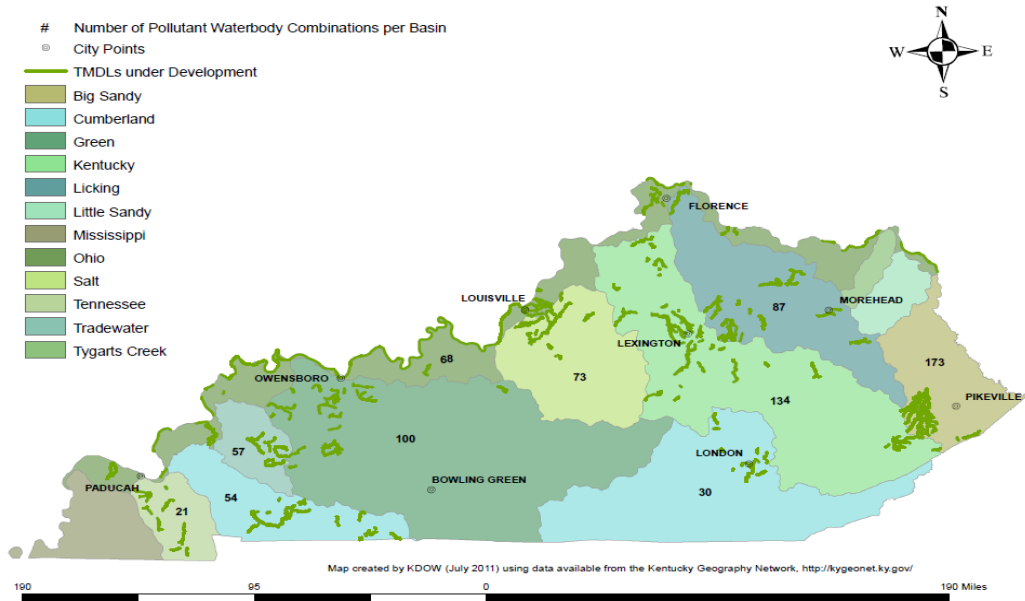 # Number of Pollutant Waterbody Combinations per Basin
City Points
TMDLs under Development
Big Sandy
Cumberland
Green
Kentucky
Licking
Little Sandy
Mississippi
Ohio
Salt
Tennessee
Tradewater
Tygarts Creek
N
W E
S
FLORENCE
LOUISVILLE
MOREHEAD
87
LEXINGTON
68
173
OWENSBORO
73
134
PIKEVILLE
100
57
LONDON
BOWLING GREEN
PADUCAH
54
30
21
Map created by KDOW (July 2011) using data available from the Kentucky Geography Network, http://kygeonet.ky.gov/
190 95 0 190 Miles